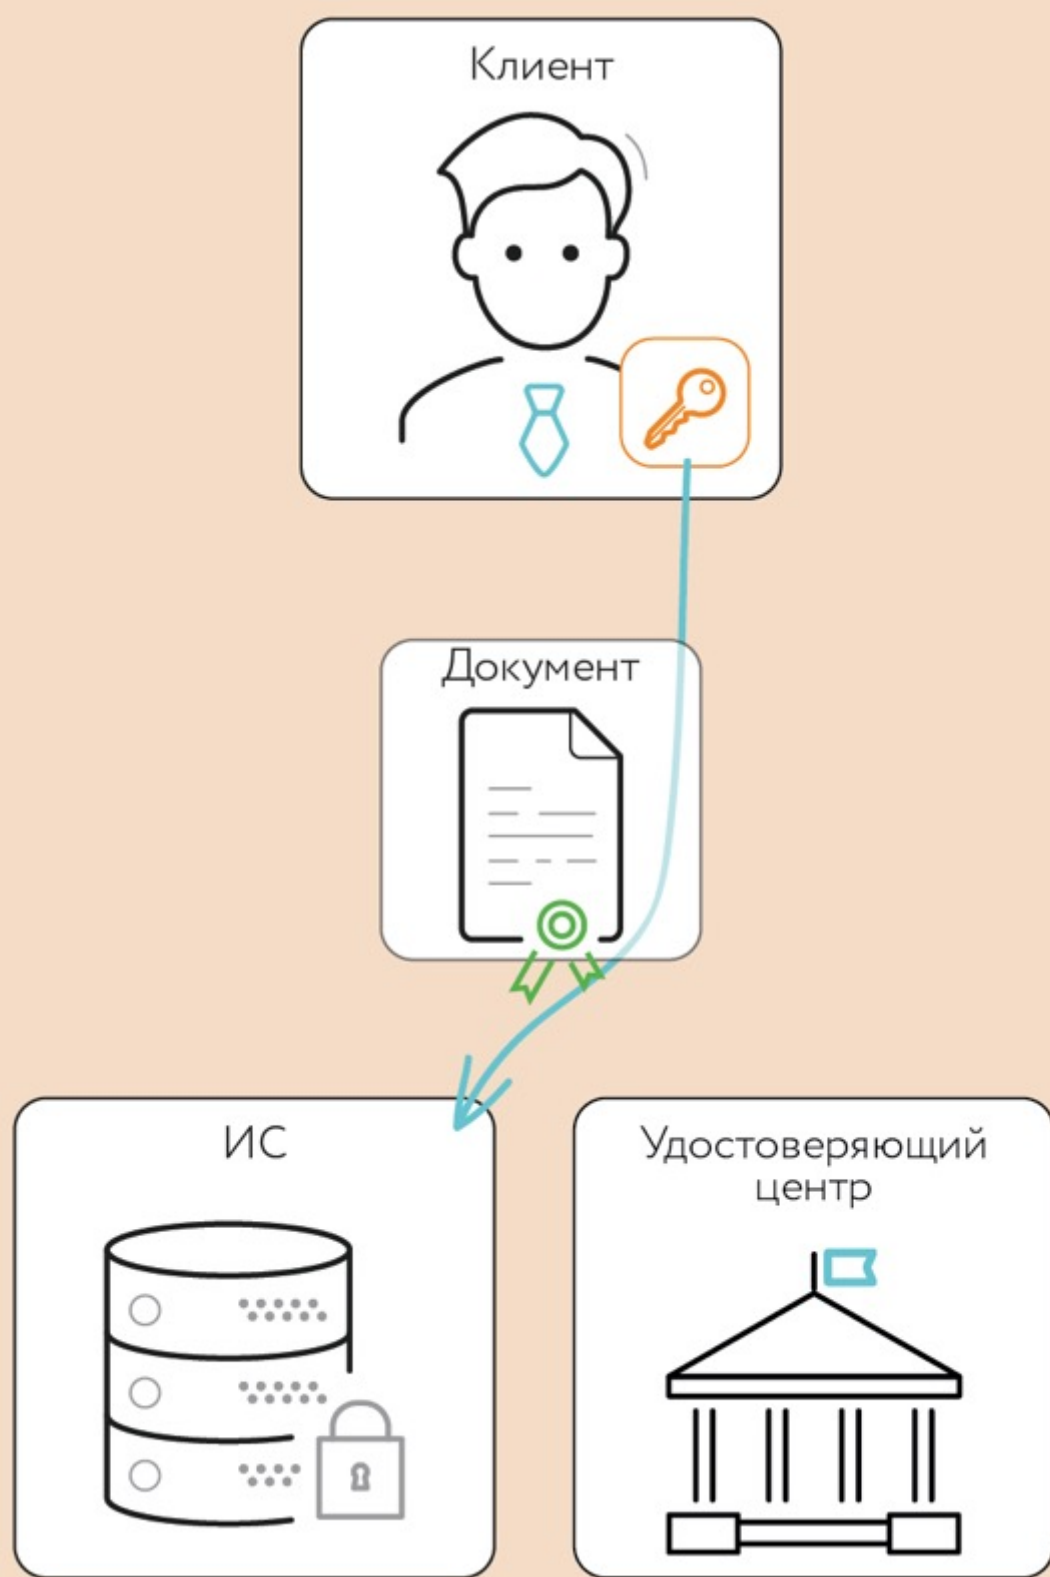 Клиент
Документ
ИС
Удостоверяющий
центр